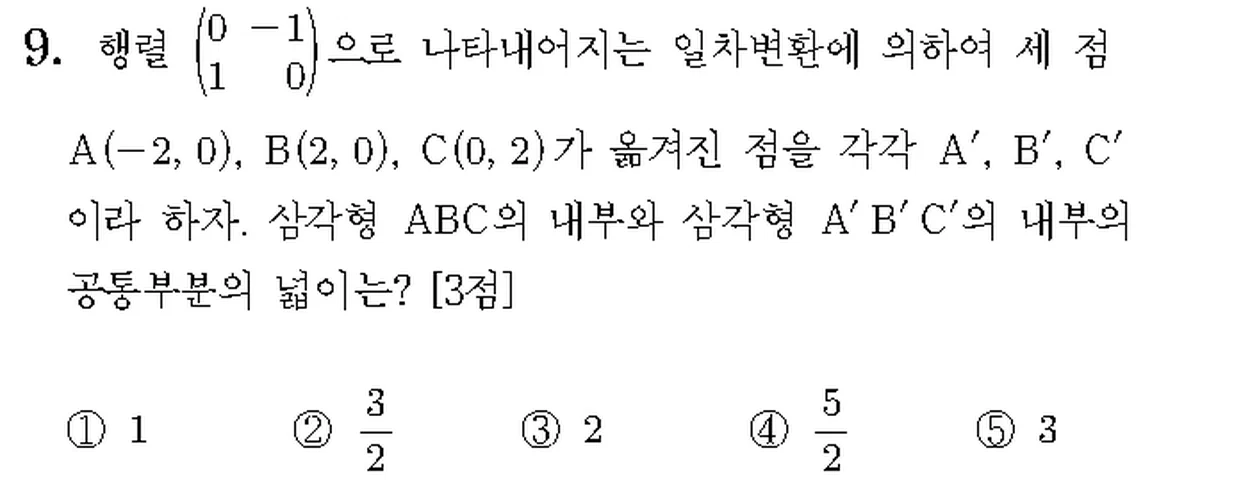 9. 행렬 (0 −1
1 0)으로 나타내어지는 일차변환에 의하여 세 점
A(−2, 0), B(2, 0), C(0, 2)가 옮겨진 점을 각각 A′, B′, C′
이라 하자. 삼각형 ABC의 내부와 삼각형 A′ B′ C′의 내부의
공통부분의 넓이는? [3점]
① 1 ② 3/2 ③ 2 ④ 5/2 ⑤ 3